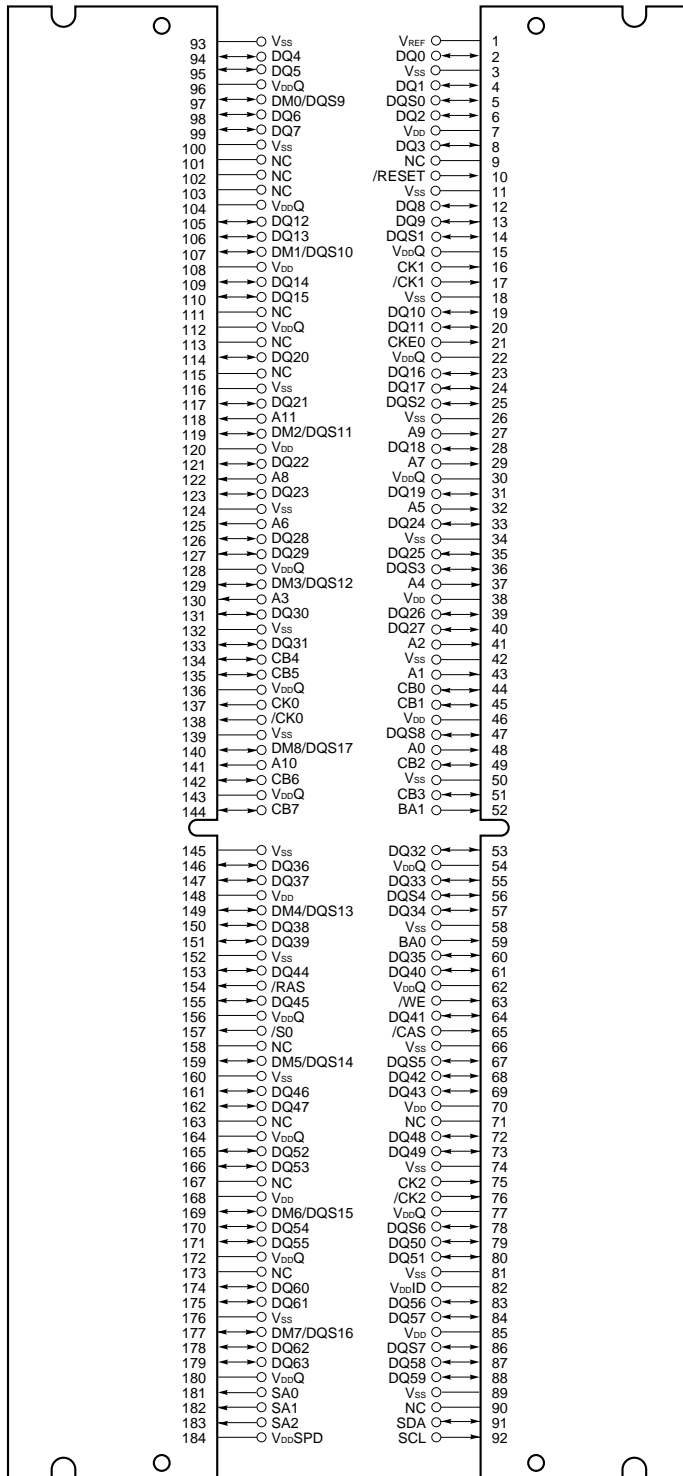 93 Vss VREF 1
94 DQ4 DQ0 2
95 DQ5 Vss 3
96 VDDQ DQ1 4
97 DM0/DQS9 DQS0 5
98 DQ6 DQ2 6
99 DQ7 VDD 7
100 Vss DQ3 8
101 NC NC 9
102 NC /RESET 10
103 NC Vss 11
104 VDDQ DQ8 12
105 DQ12 DQ9 13
106 DQ13 DQS1 14
107 DM1/DQS10 VDDQ 15
108 VDD CK1 16
109 DQ14 /CK1 17
110 DQ15 Vss 18
111 NC DQ10 19
112 VDDQ DQ11 20
113 NC CKE0 21
114 DQ20 VDDQ 22
115 NC DQ16 23
116 Vss DQ17 24
117 DQ21 DQS2 25
118 A11 Vss 26
119 DM2/DQS11 A9 27
120 VDD DQ18 28
121 DQ22 A7 29
122 A8 VDDQ 30
123 DQ23 DQ19 31
124 Vss A5 32
125 A6 DQ24 33
126 DQ28 Vss 34
127 DQ29 DQ25 35
128 VDDQ DQS3 36
129 DM3/DQS12 A4 37
130 A3 VDD 38
131 DQ30 DQ26 39
132 Vss DQ27 40
133 DQ31 A2 41
134 CB4 Vss 42
135 CB5 A1 43
136 VDDQ CB0 44
137 CK0 CB1 45
138 /CK0 VDD 46
139 Vss DQS8 47
140 DM8/DQS17 A0 48
141 A10 CB2 49
142 CB6 Vss 50
143 VDDQ CB3 51
144 CB7 BA1 52
145 Vss DQ32 53
146 DQ36 VDDQ 54
147 DQ37 DQ33 55
148 VDD DQS4 56
149 DM4/DQS13 DQ34 57
150 DQ38 Vss 58
151 DQ39 BA0 59
152 Vss DQ35 60
153 DQ44 DQ40 61
154 /RAS VDDQ 62
155 DQ45 /WE 63
156 VDDQ DQ41 64
157 /S0 /CAS 65
158 NC Vss 66
159 DM5/DQS14 DQS5 67
160 Vss DQ42 68
161 DQ46 DQ43 69
162 DQ47 VDD 70
163 NC NC 71
164 VDDQ DQ48 72
165 DQ52 DQ49 73
166 DQ53 Vss 74
167 NC CK2 75
168 VDD /CK2 76
169 DM6/DQS15 VDDQ 77
170 DQ54 DQS6 78
171 DQ55 DQ50 79
172 VDDQ DQ51 80
173 NC Vss 81
174 DQ60 VDDID 82
175 DQ61 DQ56 83
176 Vss DQ57 84
177 DM7/DQS16 VDD 85
178 DQ62 DQS7 86
179 DQ63 DQ58 87
180 VDDQ DQ59 88
181 SA0 Vss 89
182 SA1 NC 90
183 SA2 SDA 91
184 VDDSPD SCL 92